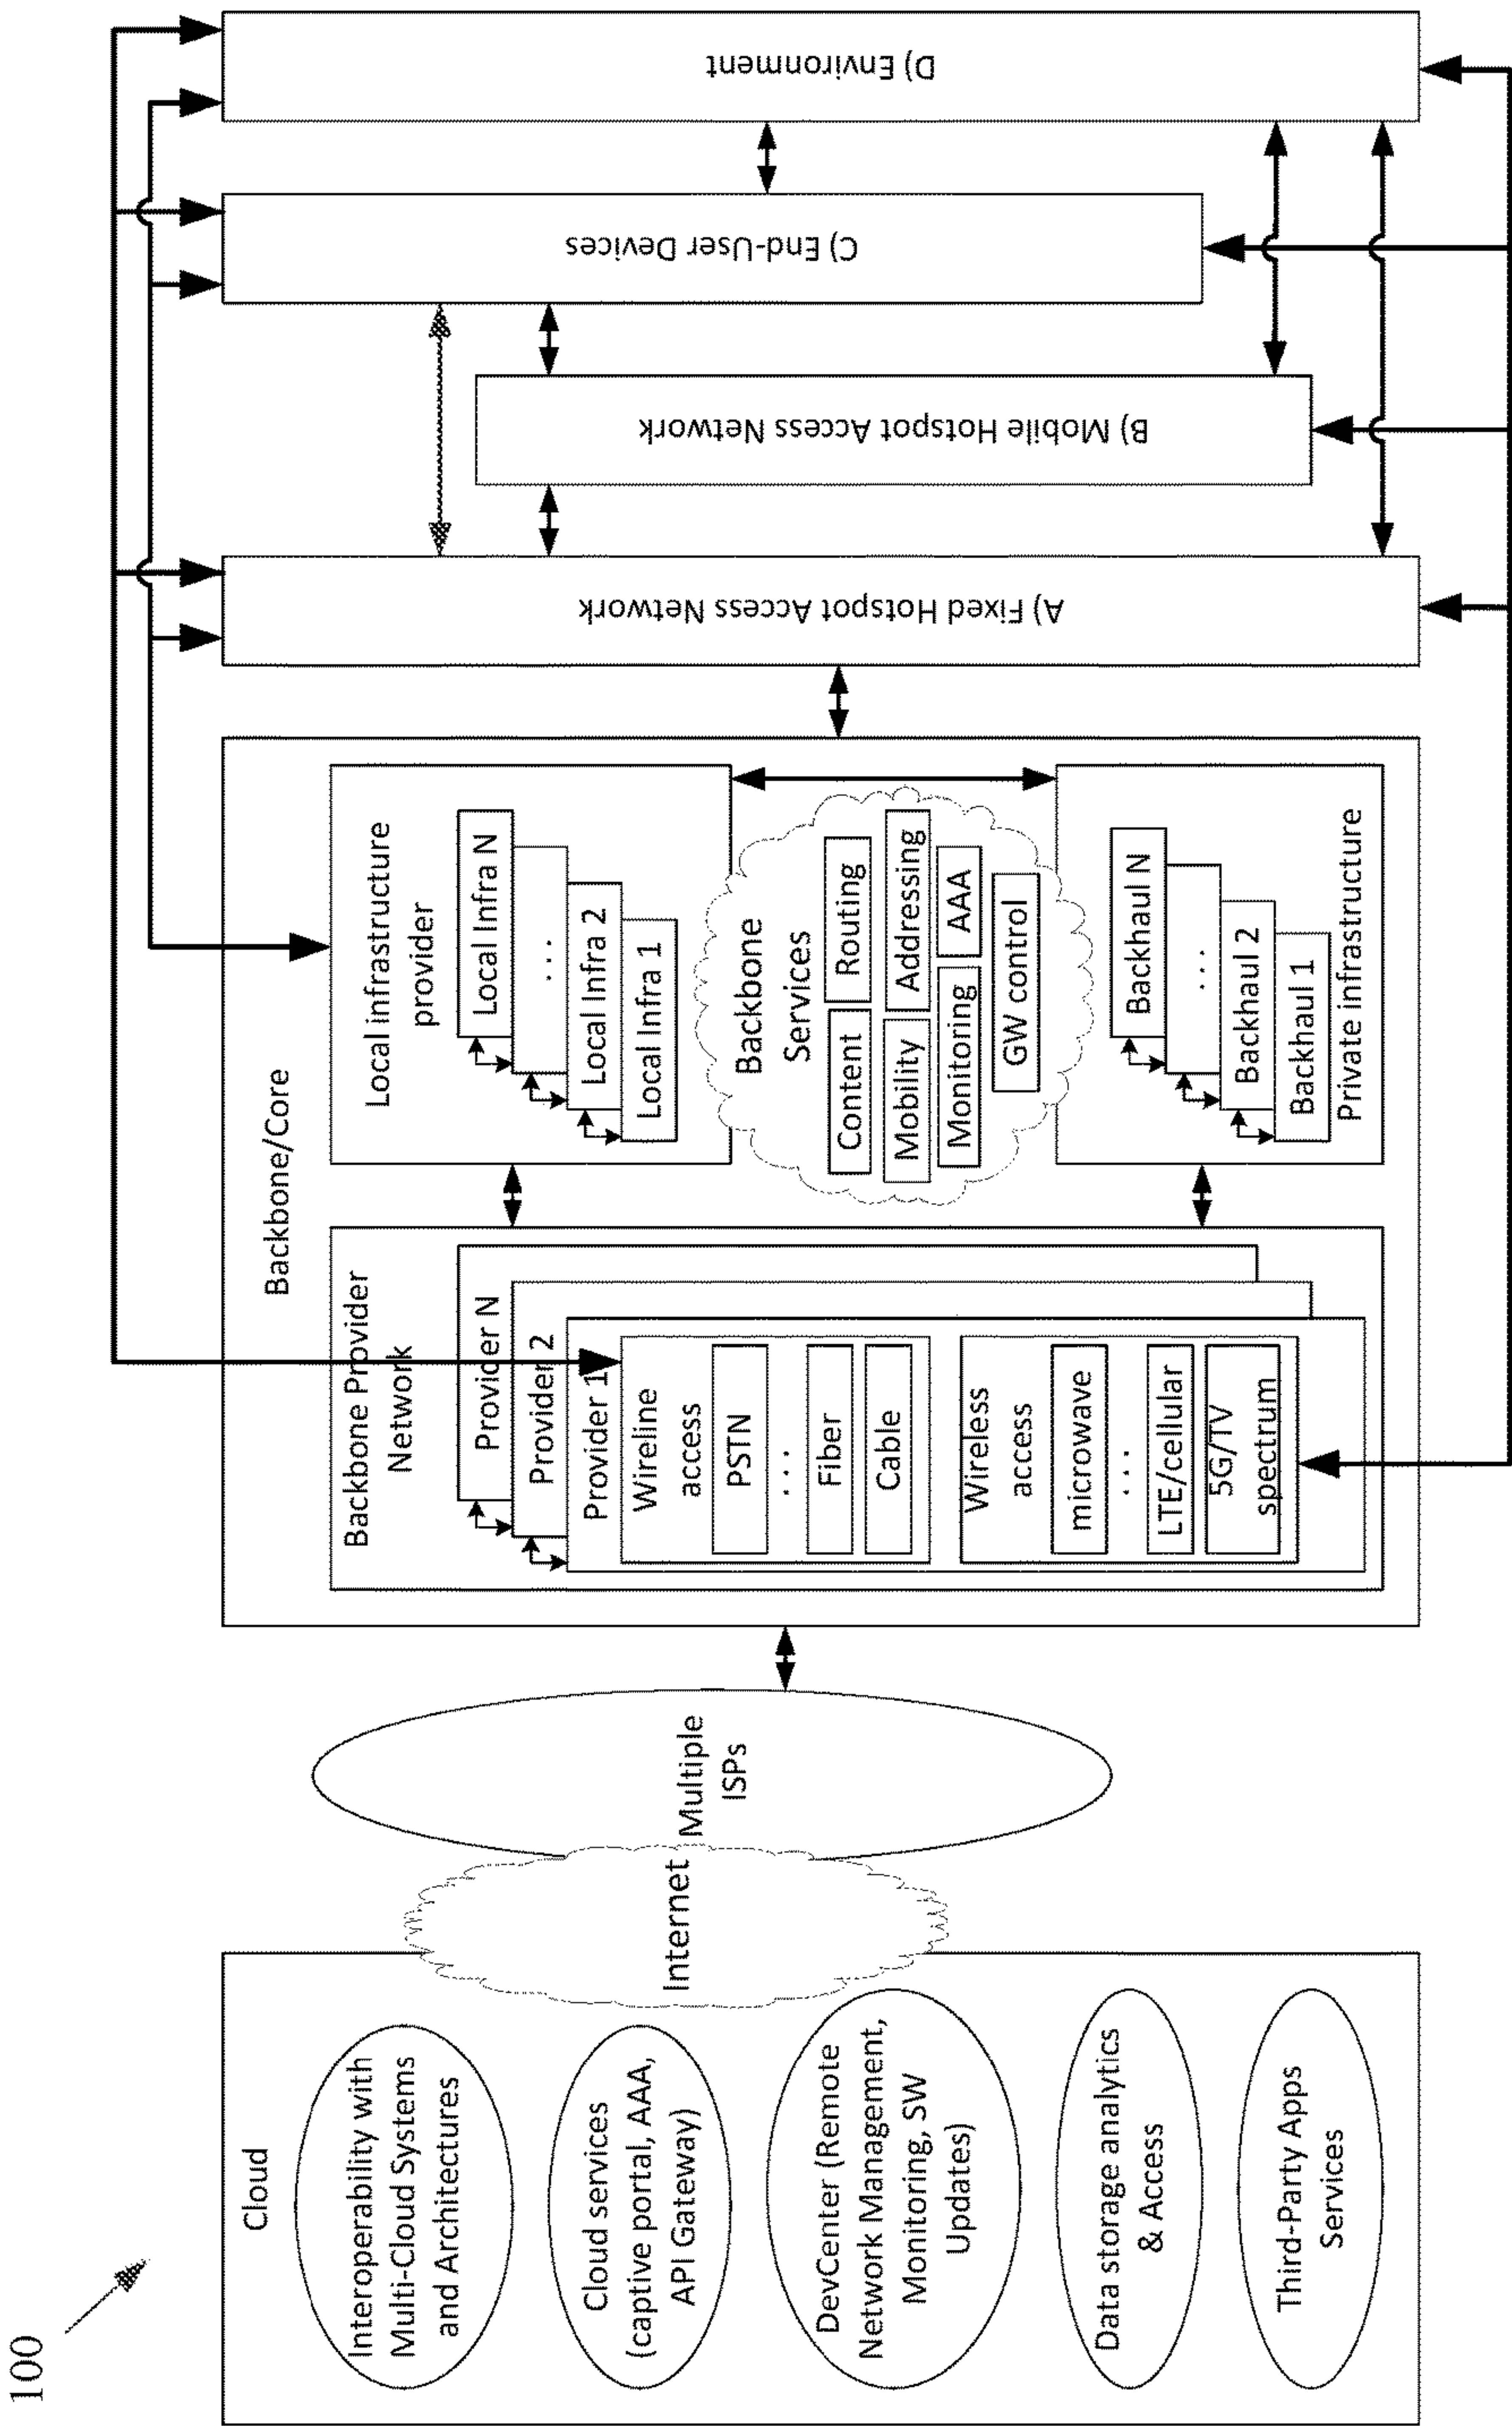 100
Cloud
Interoperability with
Multi-Cloud Systems
and Architectures
Cloud services
(captive portal, AAA,
API Gateway)
DevCenter (Remote
Network Management,
Monitoring, SW
Updates)
Data storage analytics
& Access
Third-Party Apps
Services
Internet
Multiple
ISPs
Backbone/Core
Backbone Provider
Network
Provider N
Provider 2
Provider 1
Wireline
access
PSTN
...
Fiber
Cable
Wireless
access
microwave
...
LTE/cellular
5G/TV
spectrum
Local infrastructure
provider
Local Infra N
...
Local Infra 2
Local Infra 1
Backbone
Services
Content
Routing
Mobility
Addressing
Monitoring
AAA
GW control
Backhaul N
...
Backhaul 2
Backhaul 1
Private infrastructure
A) Fixed Hotspot Access Network
B) Mobile Hotspot Access Network
C) End-User Devices
D) Environment